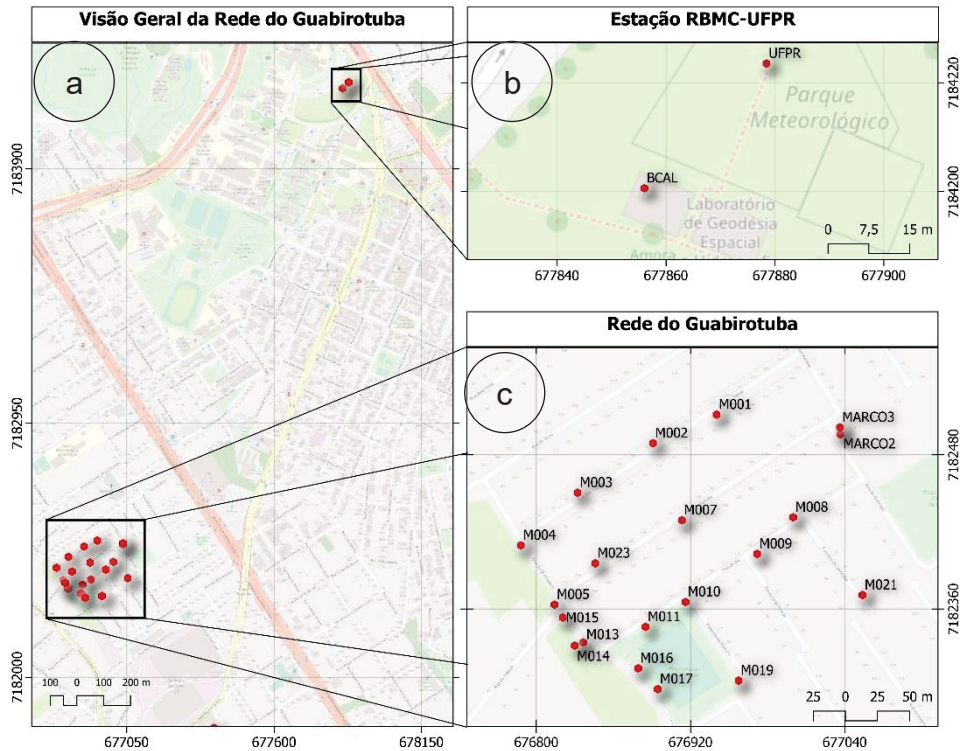 Visão Geral da Rede do Guabirotuba
a
7183900
7182950
7182000
100 0 100 200 m
677050 677600 678150
Estação RBMC-UFPR
b
UFPR
Parque
Meteorológico
BCAL
Laboratório
de Geodésia
Espacial
Amora
7184220
7184200
0 7,5 15 m
677840 677860 677880 677900
Rede do Guabirotuba
c
M001
MARCO3
M002
MARCO2
7182480
M003
M007
M008
M004
M009
M023
M021
M010
M005
7182360
M015
M011
M013
M014
M016
M017
M019
25 0 25 50 m
676800 676920 677040